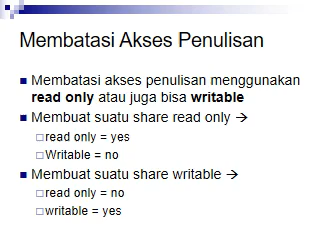 Membatasi Akses Penulisan
Membatasi akses penulisan menggunakan
read only atau juga bisa writable
Membuat suatu share read only →
read only = yes
Writable = no
Membuat suatu share writable →
read only = no
writable = yes